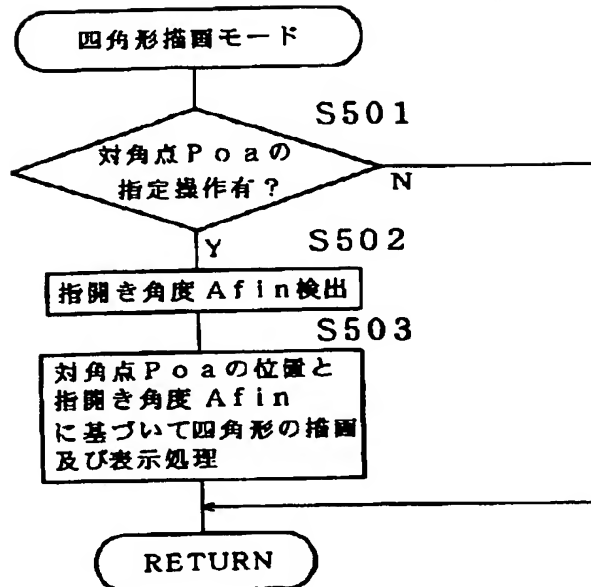 四角形描画モード
S501
対角点Poaの
指定操作有?
N
Y
S502
指開き角度Afin検出
S503
対角点Poaの位置と
指開き角度Afin
に基づいて四角形の描画
及び表示処理
RETURN